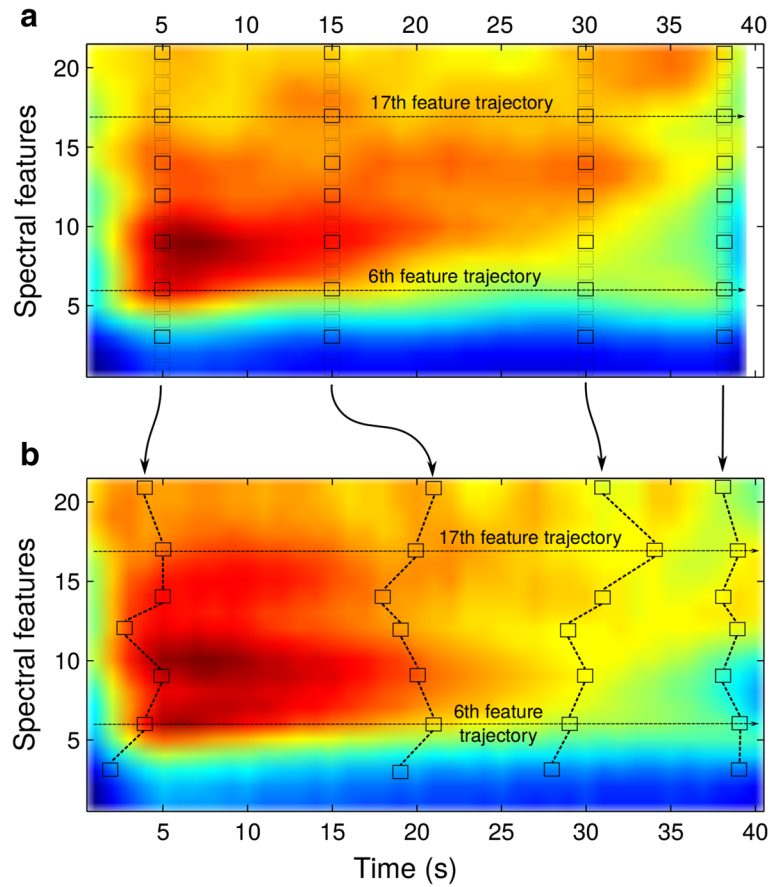 a
5 10 15 20 25 30 35 40
20
17th feature trajectory
15
Spectral features
10
6th feature trajectory
5
b
20
17th feature trajectory
15
Spectral features
10
6th feature
trajectory
5
5 10 15 20 25 30 35 40
Time (s)